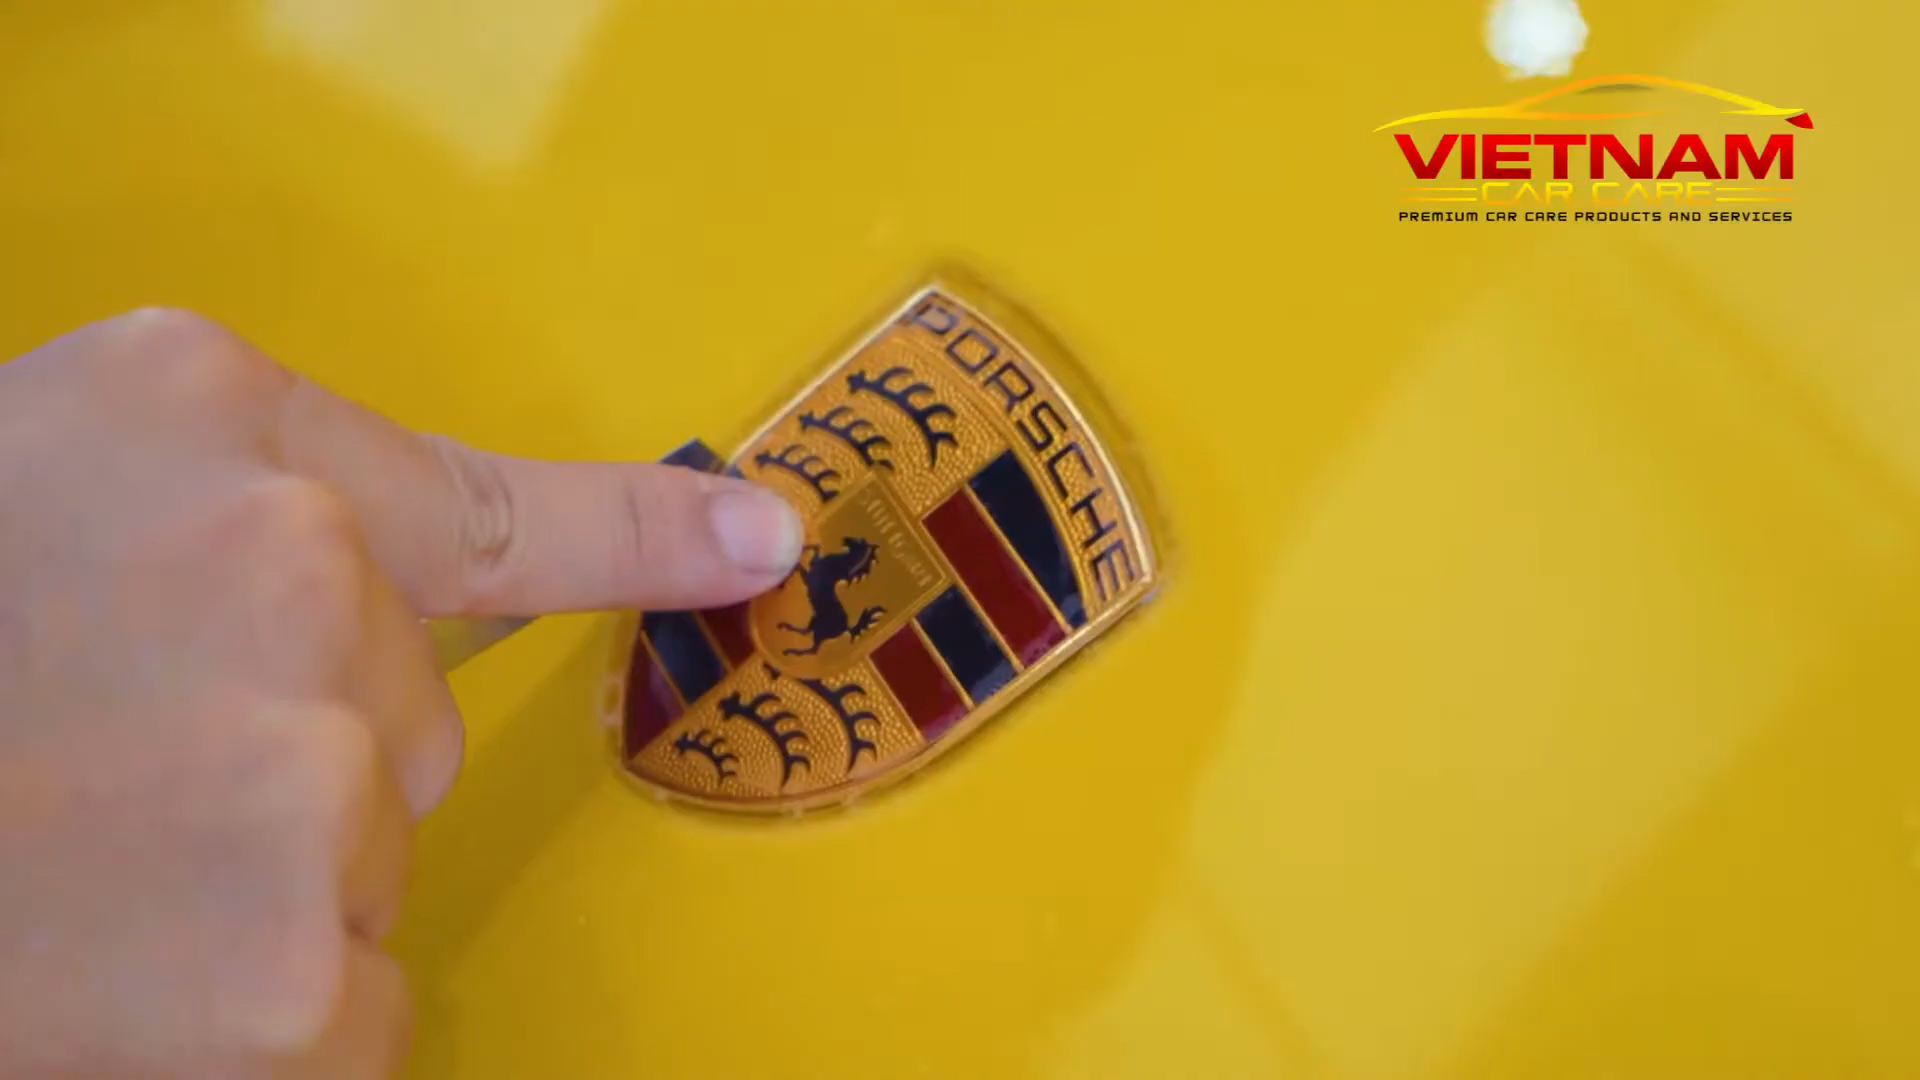 VIETNAM
CAR CARE
PREMIUM CAR CARE PRODUCTS AND SERVICES
PORSCHE